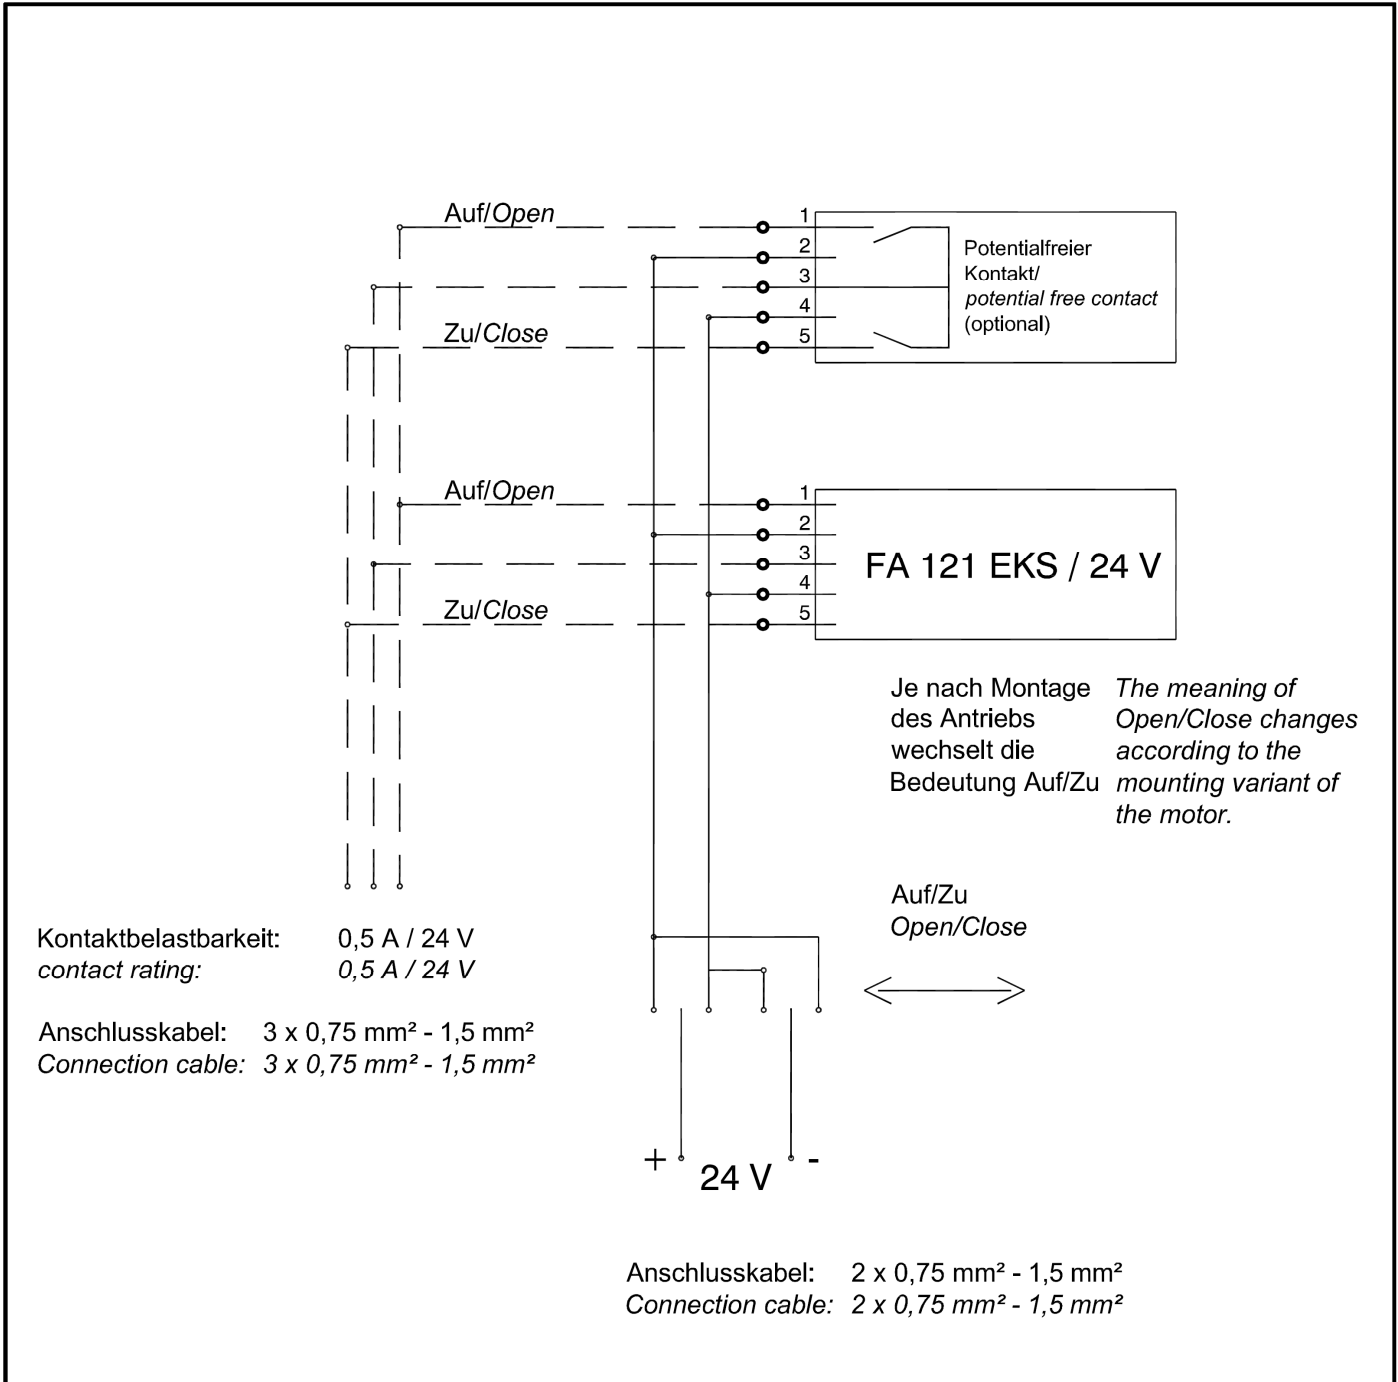 Auf/Open
1
2
3
4
5
Zu/Close
Potentialfreier
Kontakt/
potential free contact
(optional)
Auf/Open
1
2
3
4
5
Zu/Close
FA 121 EKS / 24 V
Je nach Montage
des Antriebs
wechselt die
Bedeutung Auf/Zu
The meaning of
Open/Close changes
according to the
mounting variant of
the motor.
Auf/Zu
Open/Close
Kontaktbelastbarkeit: 0,5 A / 24 V
contact rating: 0,5 A / 24 V
Anschlusskabel: 3 x 0,75 mm² - 1,5 mm²
Connection cable: 3 x 0,75 mm² - 1,5 mm²
+ 24 V -
Anschlusskabel: 2 x 0,75 mm² - 1,5 mm²
Connection cable: 2 x 0,75 mm² - 1,5 mm²